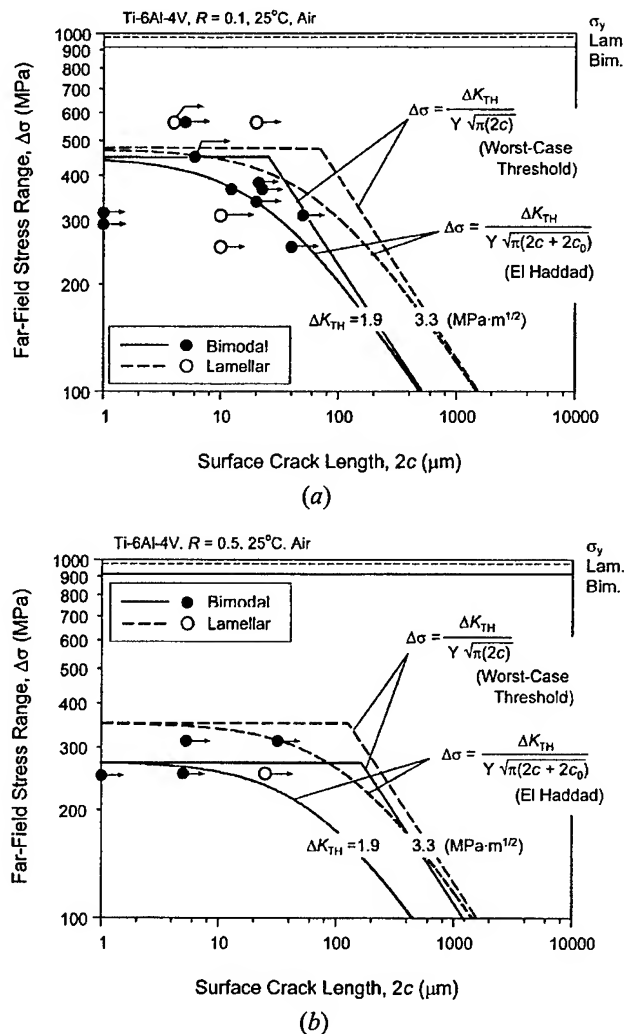 Ti-6Al-4V, R = 0.1, 25°C, Air
σy
Lam.
Bim.
1000
900
800
700
600
500
400
300
200
100
Far-Field Stress Range, Δσ (MPa)
Δσ = ΔKTH / Y √π(2c)
(Worst-Case
Threshold)
Δσ = ΔKTH / Y √π(2c + 2c0)
(El Haddad)
ΔKTH = 1.9 3.3 (MPa·m1/2)
Bimodal
Lamellar
1 10 100 1000 10000
Surface Crack Length, 2c (μm)
(a)
Ti-6Al-4V, R = 0.5, 25°C, Air
σy
Lam.
Bim.
1000
900
800
700
600
500
400
300
200
100
Far-Field Stress Range, Δσ (MPa)
Bimodal
Lamellar
Δσ = ΔKTH / Y √π(2c)
(Worst-Case
Threshold)
Δσ = ΔKTH / Y √π(2c + 2c0)
(El Haddad)
ΔKTH = 1.9 3.3 (MPa·m1/2)
1 10 100 1000 10000
Surface Crack Length, 2c (μm)
(b)